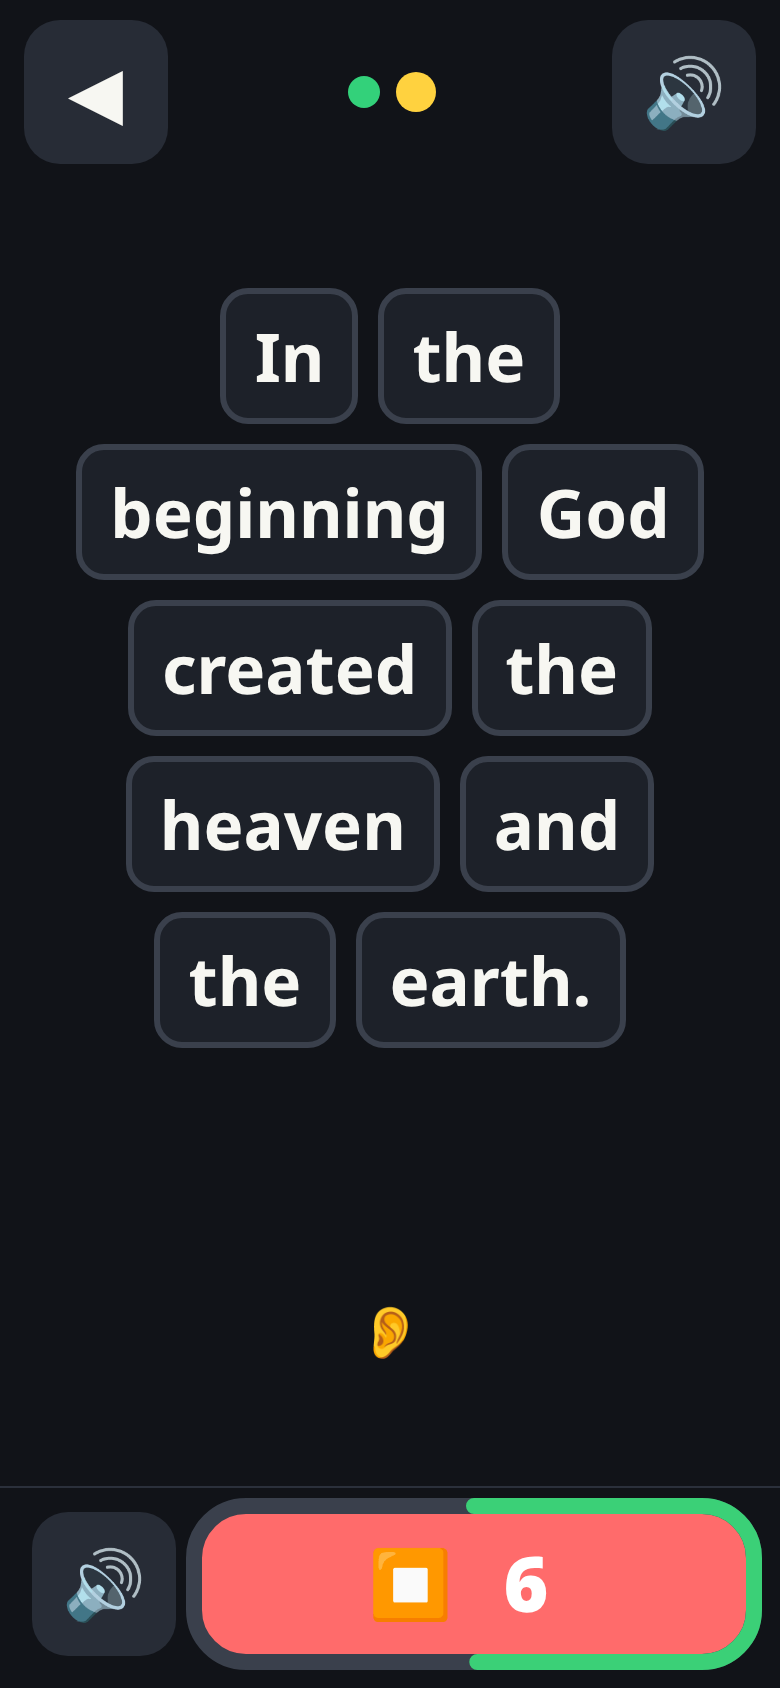 In the
beginning God
created the
heaven and
the earth.
6